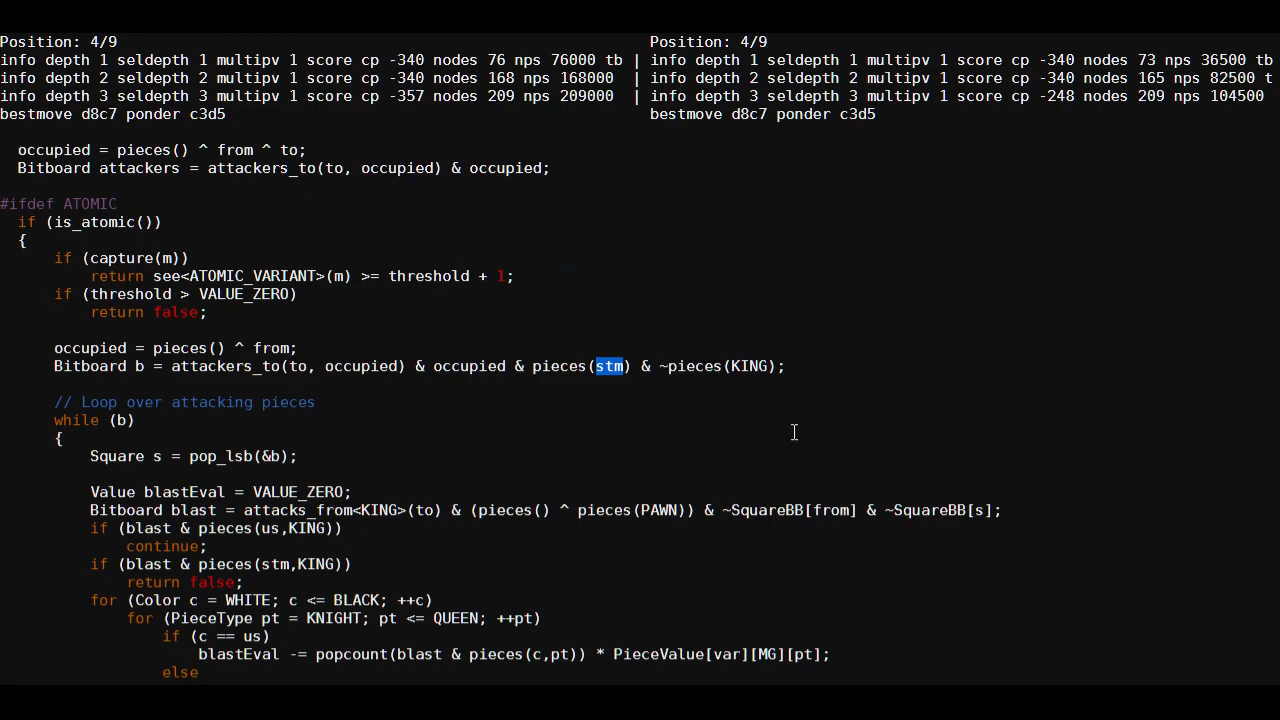 Position: 4/9 Position: 4/9
info depth 1 seldepth 1 multipv 1 score cp -340 nodes 76 nps 76000 tb | info depth 1 seldepth 1 multipv 1 score cp -340 nodes 73 nps 36500 tb
info depth 2 seldepth 2 multipv 1 score cp -340 nodes 168 nps 168000 | info depth 2 seldepth 2 multipv 1 score cp -340 nodes 165 nps 82500 t
info depth 3 seldepth 3 multipv 1 score cp -357 nodes 209 nps 209000 | info depth 3 seldepth 3 multipv 1 score cp -248 nodes 209 nps 104500
bestmove d8c7 ponder c3d5 bestmove d8c7 ponder c3d5
occupied = pieces() ^ from ^ to;
Bitboard attackers = attackers_to(to, occupied) & occupied;
#ifdef ATOMIC
if (is_atomic())
{
if (capture(m))
return see<ATOMIC_VARIANT>(m) >= threshold + 1;
if (threshold > VALUE_ZERO)
return false;
occupied = pieces() ^ from;
Bitboard b = attackers_to(to, occupied) & occupied & pieces(stm) & ~pieces(KING);
// Loop over attacking pieces
while (b)
{
Square s = pop_lsb(&b);
Value blastEval = VALUE_ZERO;
Bitboard blast = attacks_from<KING>(to) & (pieces() ^ pieces(PAWN)) & ~SquareBB[from] & ~SquareBB[s];
if (blast & pieces(us,KING))
continue;
if (blast & pieces(stm,KING))
return false;
for (Color c = WHITE; c <= BLACK; ++c)
for (PieceType pt = KNIGHT; pt <= QUEEN; ++pt)
if (c == us)
blastEval -= popcount(blast & pieces(c,pt)) * PieceValue[var][MG][pt];
else